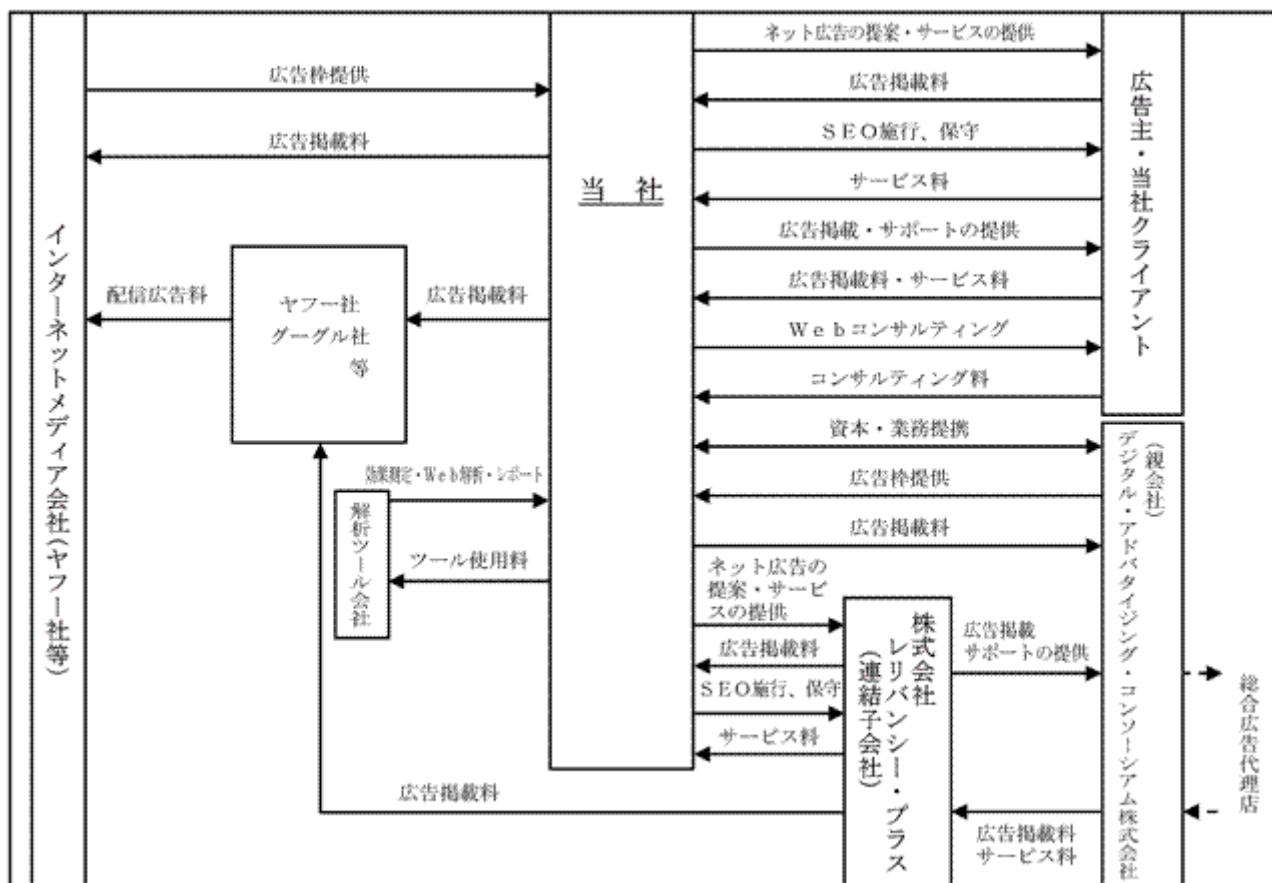 インターネットメディア会社(ヤフー社等)
広告枠提供
広告掲載料
配信広告料
ヤフー社
グーグル社
等
広告掲載料
効果測定・Web解析・レポート
解析ツール会社
ツール使用料
広告掲載料
当 社
ネット広告の提案・サービスの提供
広告掲載料
SEO施行、保守
サービス料
広告掲載・サポートの提供
広告掲載料・サービス料
Webコンサルティング
コンサルティング料
広告主・当社クライアント
資本・業務提携
広告枠提供
広告掲載料
ネット広告の
提案・サービ
スの提供
広告掲載料
SEO施行、保守
サービス料
株式会社
レリバンシー・プラス
(連結子会社)
広告掲載
サポートの提供
広告掲載料
サービス料
(親会社)
デジタル・アドバタイジング・コンソーシアム株式会社
総合広告代理店